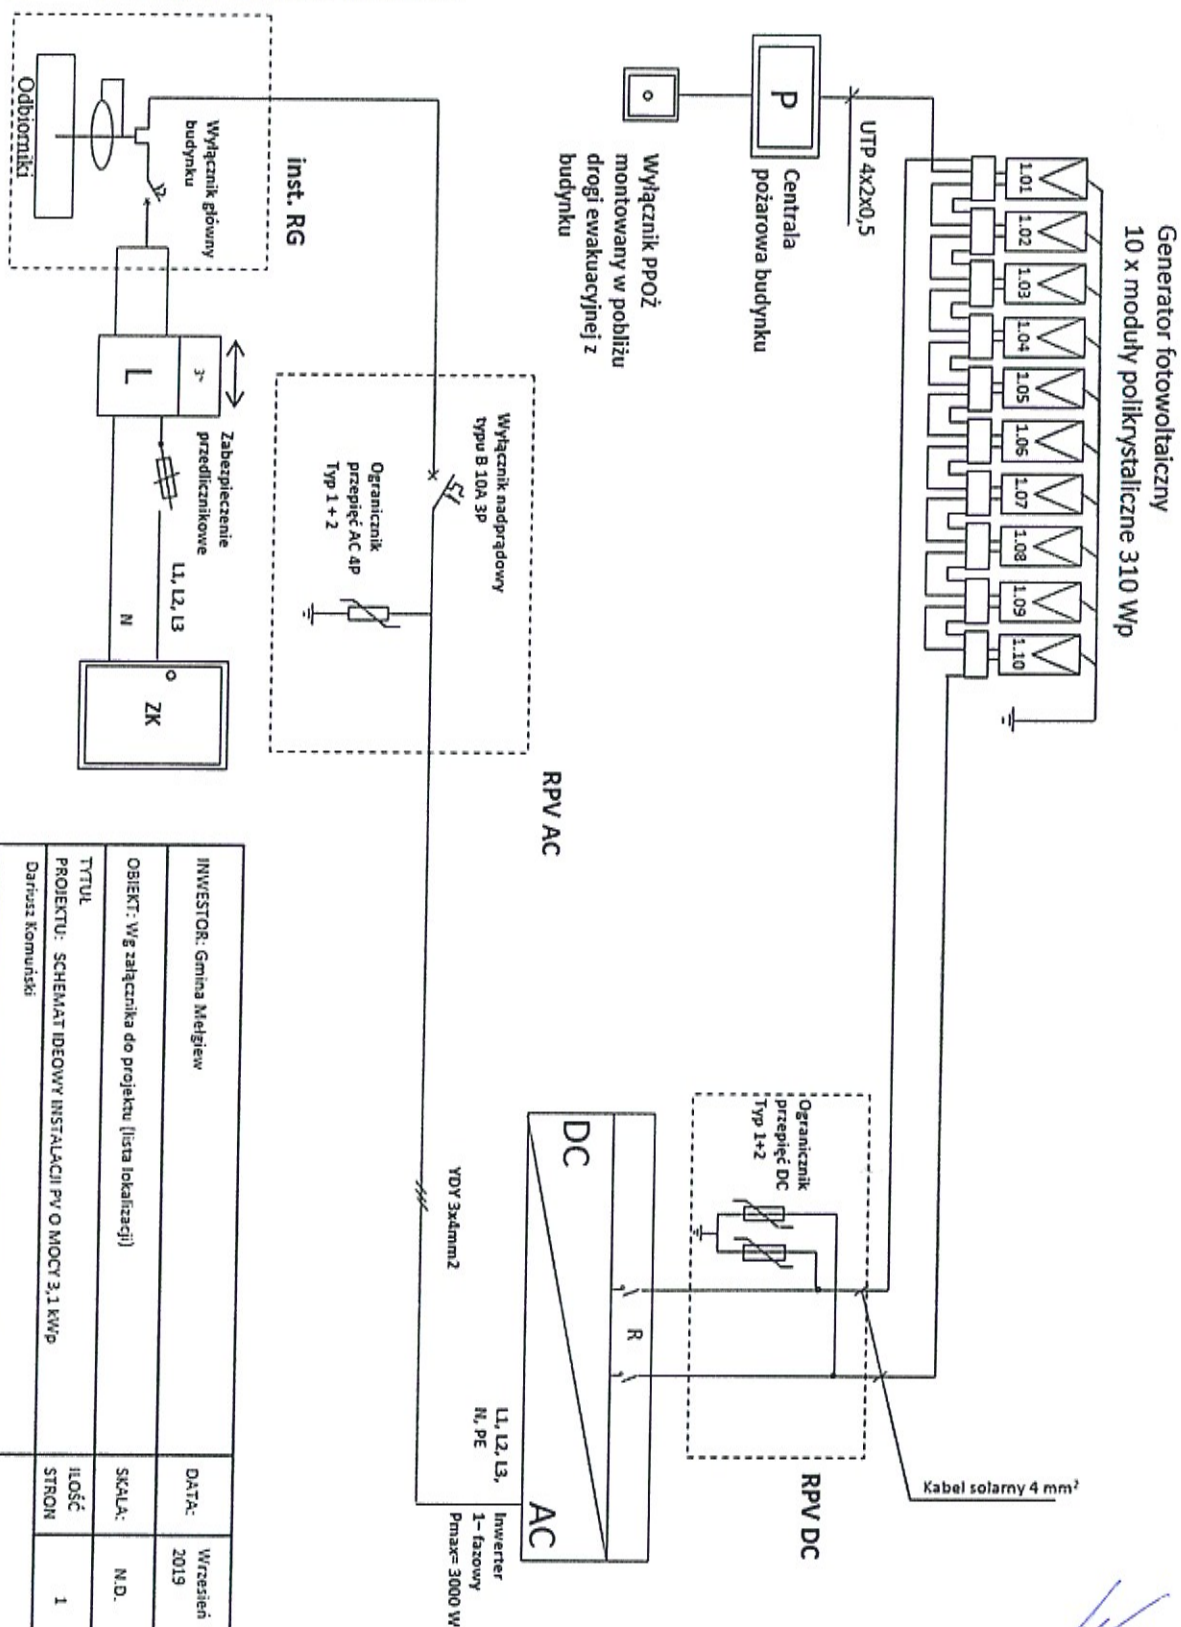 Generator fotowoltaiczny
10 x moduły polikrystaliczne 310 Wp
1.01
1.02
1.03
1.04
1.05
1.06
1.07
1.08
1.09
1.10
UTP 4x2x0,5
P
Centrala
pożarowa budynku
Wyłącznik PPOŻ
montowany w pobliżu
drogi ewakuacyjnej z
budynku
Kabel solarny 4 mm²
RPV DC
Ogranicznik
przepięć DC
Typ 1+2
R
DC
AC
L1, L2, L3,
N, PE
Inwerter
1– fazowy
Pmax= 3000 W
YDY 3x4mm2
RPV AC
Wyłącznik nadprądowy
typu B 10A 3P
Ogranicznik
przepięć AC 4P
Typ 1 + 2
inst. RG
Wyłącznik główny
budynku
Odbiorniki
3~
L
Zabezpieczenie
przedlicznikowe
L1, L2, L3
N
ZK
INWESTOR: Gmina Mełgiew
DATA:
Wrzesień
2019
OBIEKT: Wg załącznika do projektu (lista lokalizacji)
SKALA:
N.D.
TYTUŁ
PROJEKTU: SCHEMAT IDEOWY INSTALACJI PV O MOCY 3,1 kWp
ILOŚĆ
STRON
1
Dariusz Komuński